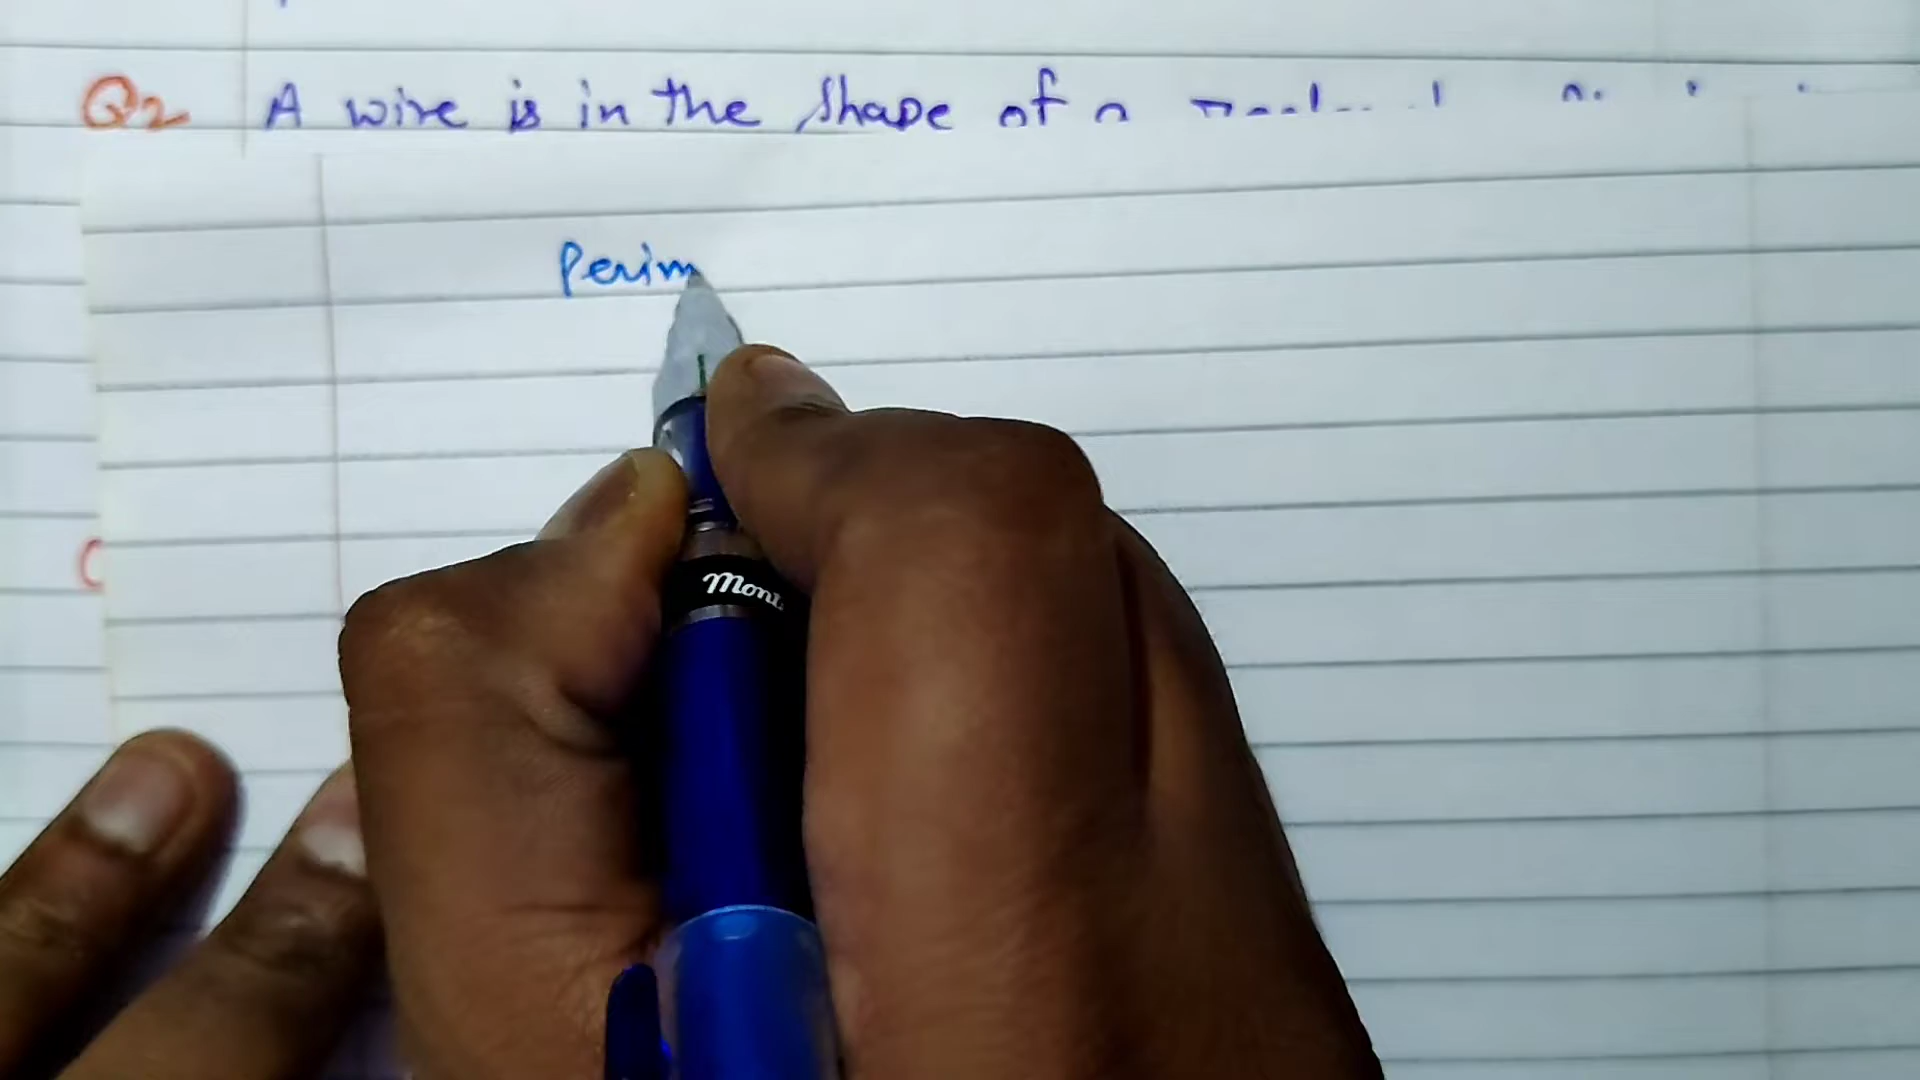 Q2 A wire is in the shape of a
Perim
Mont